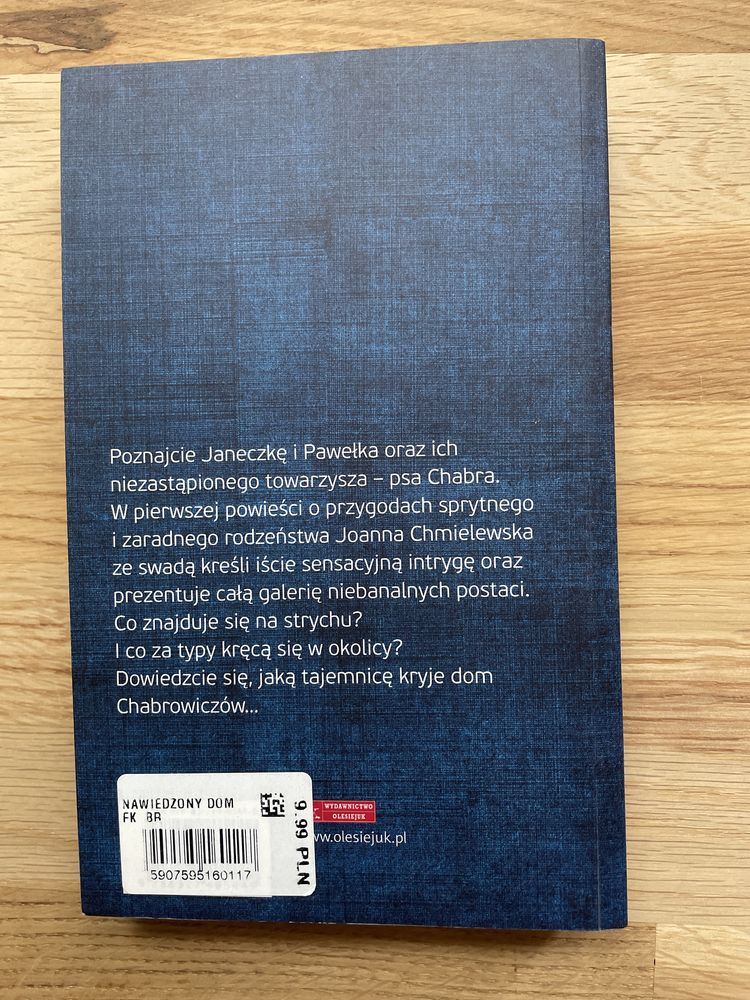 Poznajcie Janeczkę i Pawełka oraz ich
niezastąpionego towarzysza – psa Chabra.
W pierwszej powieści o przygodach sprytnego
i zaradnego rodzeństwa Joanna Chmielewska
ze swadą kreśli iście sensacyjną intrygę oraz
prezentuje całą galerię niebanalnych postaci.
Co znajduje się na strychu?
I co za typy kręcą się w okolicy?
Dowiedzcie się, jaką tajemnicę kryje dom
Chabrowiczów...
NAWIEDZONY DOM
FK BR
5907595160117
9.99 PLN
WYDAWNICTWO
OLESIEJUK
www.olesiejuk.pl